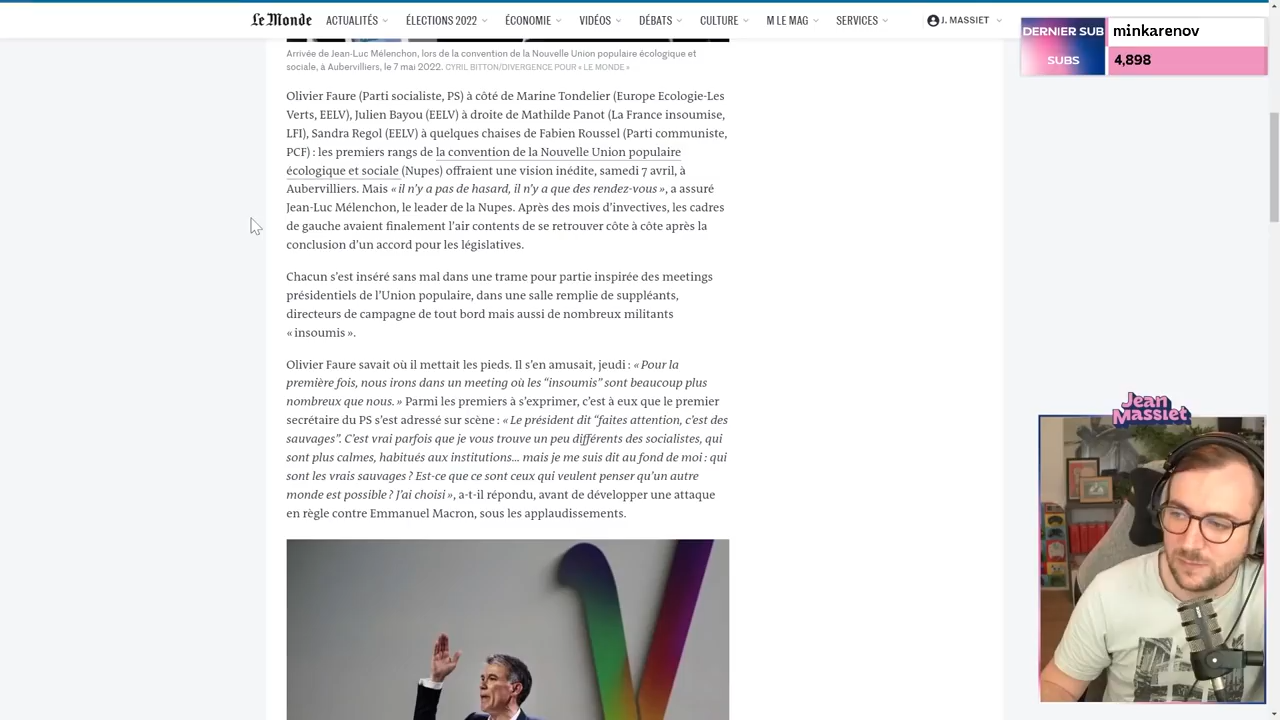 Le Monde
ACTUALITÉS
ÉLECTIONS 2022
ÉCONOMIE
VIDÉOS
DÉBATS
CULTURE
M LE MAG
SERVICES
J. MASSIET
DERNIER SUB
minkarenov
SUBS
4,898
Arrivée de Jean-Luc Mélenchon, lors de la convention de la Nouvelle Union populaire écologique et
sociale, à Aubervilliers, le 7 mai 2022. CYRIL BITTON/DIVERGENCE POUR « LE MONDE »
Olivier Faure (Parti socialiste, PS) à côté de Marine Tondelier (Europe Ecologie-Les
Verts, EELV), Julien Bayou (EELV) à droite de Mathilde Panot (La France insoumise,
LFI), Sandra Regol (EELV) à quelques chaises de Fabien Roussel (Parti communiste,
PCF) : les premiers rangs de la convention de la Nouvelle Union populaire
écologique et sociale (Nupes) offraient une vision inédite, samedi 7 avril, à
Aubervilliers. Mais « il n’y a pas de hasard, il n’y a que des rendez-vous », a assuré
Jean-Luc Mélenchon, le leader de la Nupes. Après des mois d’invectives, les cadres
de gauche avaient finalement l’air contents de se retrouver côte à côte après la
conclusion d’un accord pour les législatives.
Chacun s’est inséré sans mal dans une trame pour partie inspirée des meetings
présidentiels de l’Union populaire, dans une salle remplie de suppléants,
directeurs de campagne de tout bord mais aussi de nombreux militants
« insoumis ».
Olivier Faure savait où il mettait les pieds. Il s’en amusait, jeudi : « Pour la
première fois, nous irons dans un meeting où les “insoumis” sont beaucoup plus
nombreux que nous. » Parmi les premiers à s’exprimer, c’est à eux que le premier
secrétaire du PS s’est adressé sur scène : « Le président dit “faites attention, c’est des
sauvages”. C’est vrai parfois que je vous trouve un peu différents des socialistes, qui
sont plus calmes, habitués aux institutions… mais je me suis dit au fond de moi : qui
sont les vrais sauvages ? Est-ce que ce sont ceux qui veulent penser qu’un autre
monde est possible ? J’ai choisi », a-t-il répondu, avant de développer une attaque
en règle contre Emmanuel Macron, sous les applaudissements.
Jean
Massiet